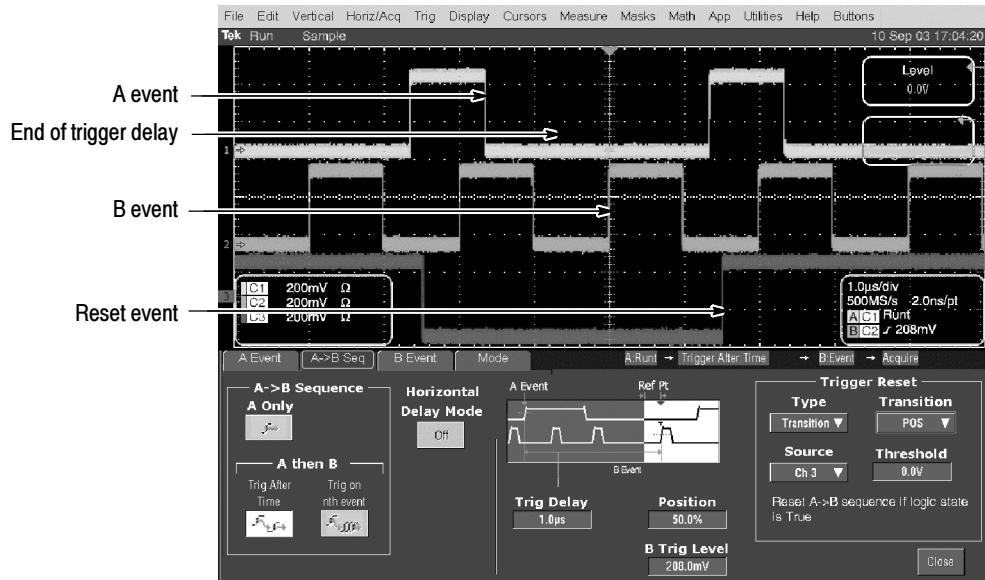 File Edit Vertical Horiz/Acq Trig Display Cursors Measure Masks Math App Utilities Help Buttons
Tek Run Sample 10 Sep 03 17:04:20
Level
0.0V
A event
End of trigger delay
B event
Reset event
1
2
3
C1 200mV Ω
C2 200mV Ω
C3 200mV Ω
1.0µs/div
500MS/s 2.0ns/pt
A C1 Runt
B C2 208mV
A Event A->B Seq B Event Mode A:Runt → Trigger After Time → B:Event → Acquire
A->B Sequence
A Only
A then B
Trig After Time
Trig on nth event
Horizontal Delay Mode
Off
A Event Ref Pt
B Event
Trig Delay
1.0µs
Position
50.0%
B Trig Level
208.0mV
Trigger Reset
Type Transition
Transition POS
Source Threshold
Ch 3 0.0V
Reset A->B sequence if logic state
is True
Close